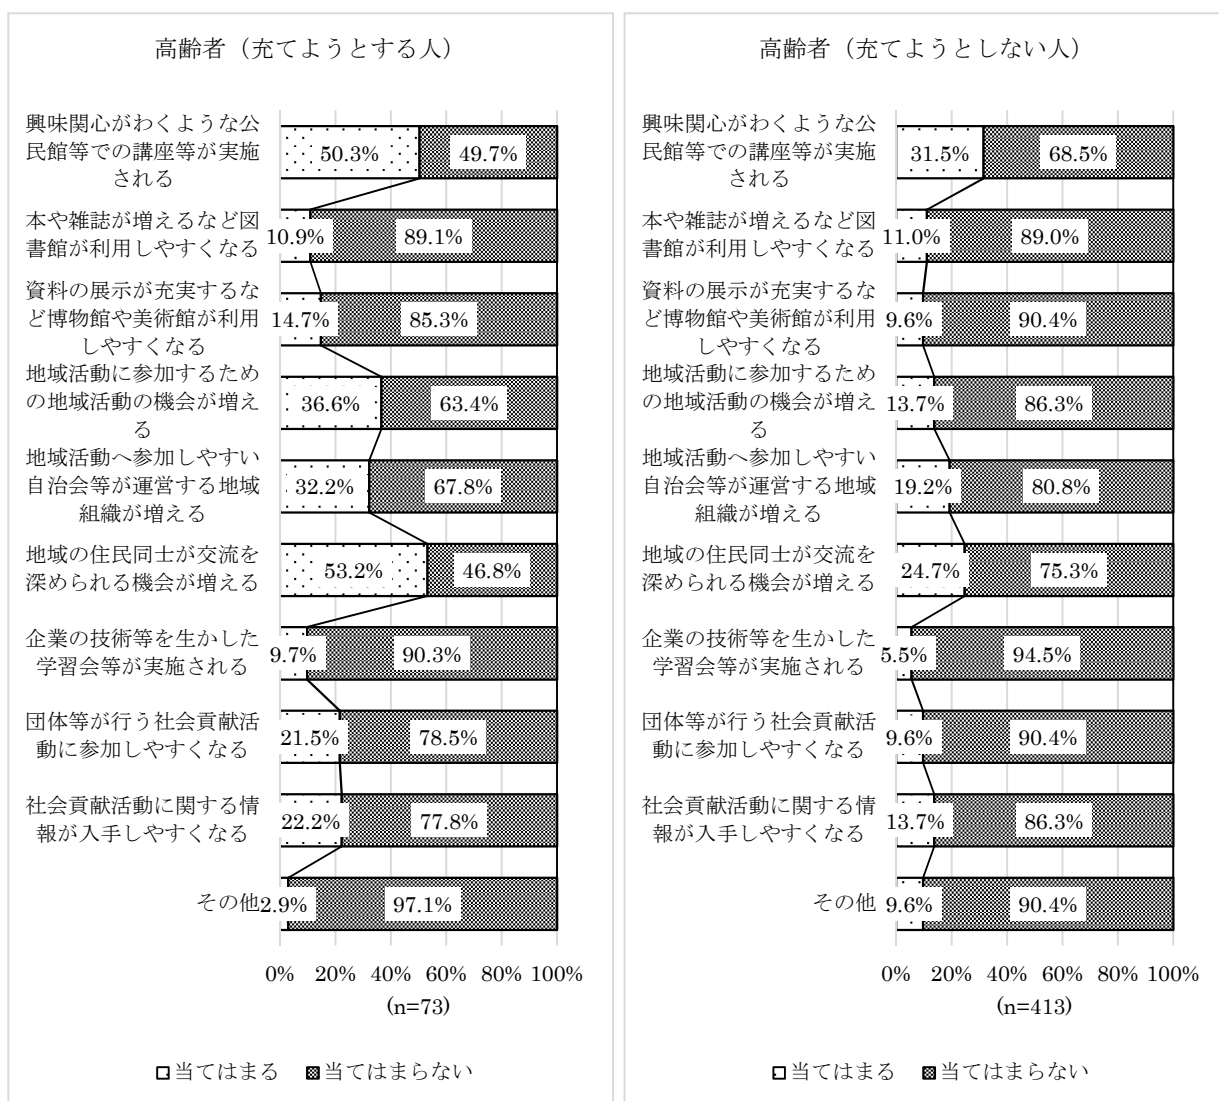 高齢者（充てようとする人）
興味関心がわくような公
民館等での講座等が実施
される
50.3%
49.7%
本や雑誌が増えるなど図
書館が利用しやすくなる
10.9%
89.1%
資料の展示が充実するな
ど博物館や美術館が利用
しやすくなる
14.7%
85.3%
地域活動に参加するため
の地域活動の機会が増え
る
36.6%
63.4%
地域活動へ参加しやすい
自治会等が運営する地域
組織が増える
32.2%
67.8%
地域の住民同士が交流を
深められる機会が増える
53.2%
46.8%
企業の技術等を生かした
学習会等が実施される
9.7%
90.3%
団体等が行う社会貢献活
動に参加しやすくなる
21.5%
78.5%
社会貢献活動に関する情
報が入手しやすくなる
22.2%
77.8%
その他
2.9%
97.1%
0% 20% 40% 60% 80% 100%
(n=73)
当てはまる 当てはまらない
高齢者（充てようとしない人）
興味関心がわくような公
民館等での講座等が実施
される
31.5%
68.5%
本や雑誌が増えるなど図
書館が利用しやすくなる
11.0%
89.0%
資料の展示が充実するな
ど博物館や美術館が利用
しやすくなる
9.6%
90.4%
地域活動に参加するため
の地域活動の機会が増え
る
13.7%
86.3%
地域活動へ参加しやすい
自治会等が運営する地域
組織が増える
19.2%
80.8%
地域の住民同士が交流を
深められる機会が増える
24.7%
75.3%
企業の技術等を生かした
学習会等が実施される
5.5%
94.5%
団体等が行う社会貢献活
動に参加しやすくなる
9.6%
90.4%
社会貢献活動に関する情
報が入手しやすくなる
13.7%
86.3%
その他
9.6%
90.4%
0% 20% 40% 60% 80% 100%
(n=413)
当てはまる 当てはまらない